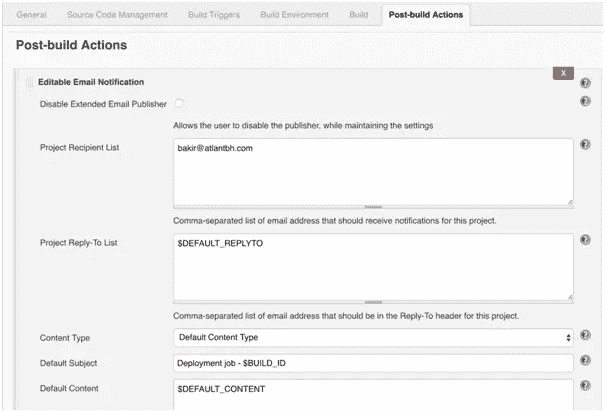 General Source Code Management Build Triggers Build Environment Build Post-build Actions
Post-build Actions
X
Editable Email Notification
Disable Extended Email Publisher
Allows the user to disable the publisher, while maintaining the settings
Project Recipient List
bakir@atlantbh.com
Comma-separated list of email address that should receive notifications for this project.
Project Reply-To List
$DEFAULT_REPLYTO
Comma-separated list of email address that should be in the Reply-To header for this project.
Content Type Default Content Type
Default Subject Deployment job - $BUILD_ID
Default Content $DEFAULT_CONTENT